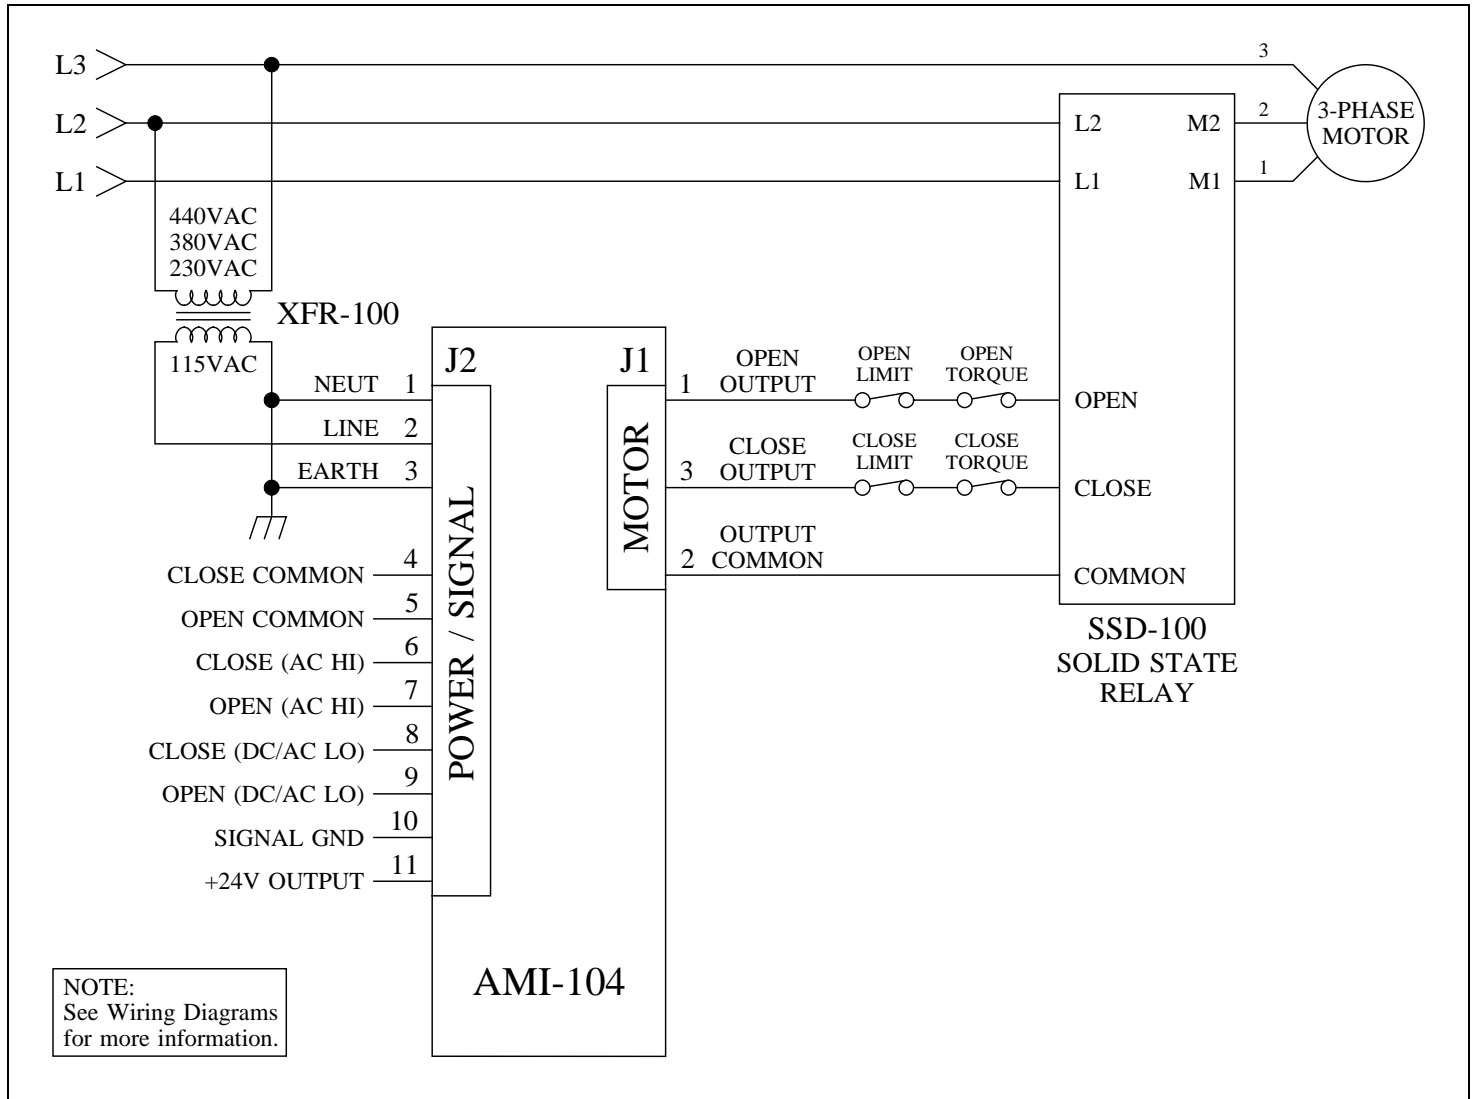 L3
3
L2
L2
M2
2
3-PHASE
MOTOR
L1
L1
M1
1
440VAC
380VAC
230VAC
XFR-100
115VAC
J2
J1
NEUT 1
LINE 2
EARTH 3
CLOSE COMMON 4
OPEN COMMON 5
CLOSE (AC HI) 6
OPEN (AC HI) 7
CLOSE (DC/AC LO) 8
OPEN (DC/AC LO) 9
SIGNAL GND 10
+24V OUTPUT 11
POWER / SIGNAL
MOTOR
1
OPEN
OUTPUT
OPEN
LIMIT
OPEN
TORQUE
OPEN
3
CLOSE
OUTPUT
CLOSE
LIMIT
CLOSE
TORQUE
CLOSE
2
OUTPUT
COMMON
COMMON
SSD-100
SOLID STATE
RELAY
AMI-104
NOTE:
See Wiring Diagrams
for more information.